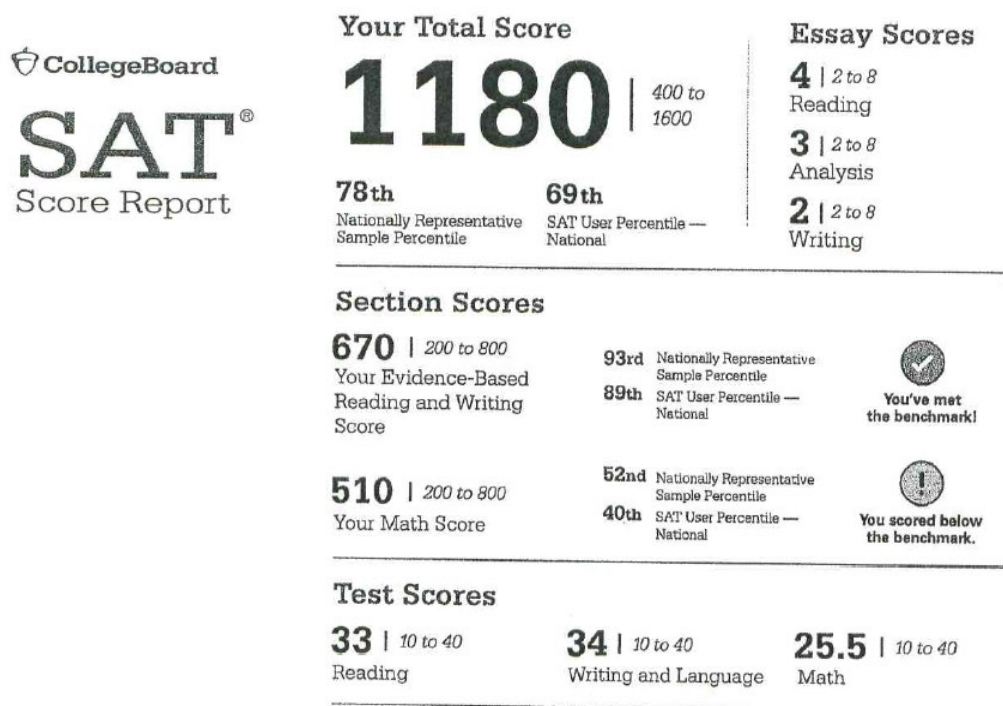 CollegeBoard
SAT®
Score Report
Your Total Score
1180 | 400 to
1600
78th
Nationally Representative
Sample Percentile
69th
SAT User Percentile —
National
Essay Scores
4 | 2 to 8
Reading
3 | 2 to 8
Analysis
2 | 2 to 8
Writing
Section Scores
670 | 200 to 800
Your Evidence-Based
Reading and Writing
Score
93rd Nationally Representative
Sample Percentile
89th SAT User Percentile —
National
You've met
the benchmark!
510 | 200 to 800
Your Math Score
52nd Nationally Representative
Sample Percentile
40th SAT User Percentile —
National
!
You scored below
the benchmark.
Test Scores
33 | 10 to 40
Reading
34 | 10 to 40
Writing and Language
25.5 | 10 to 40
Math